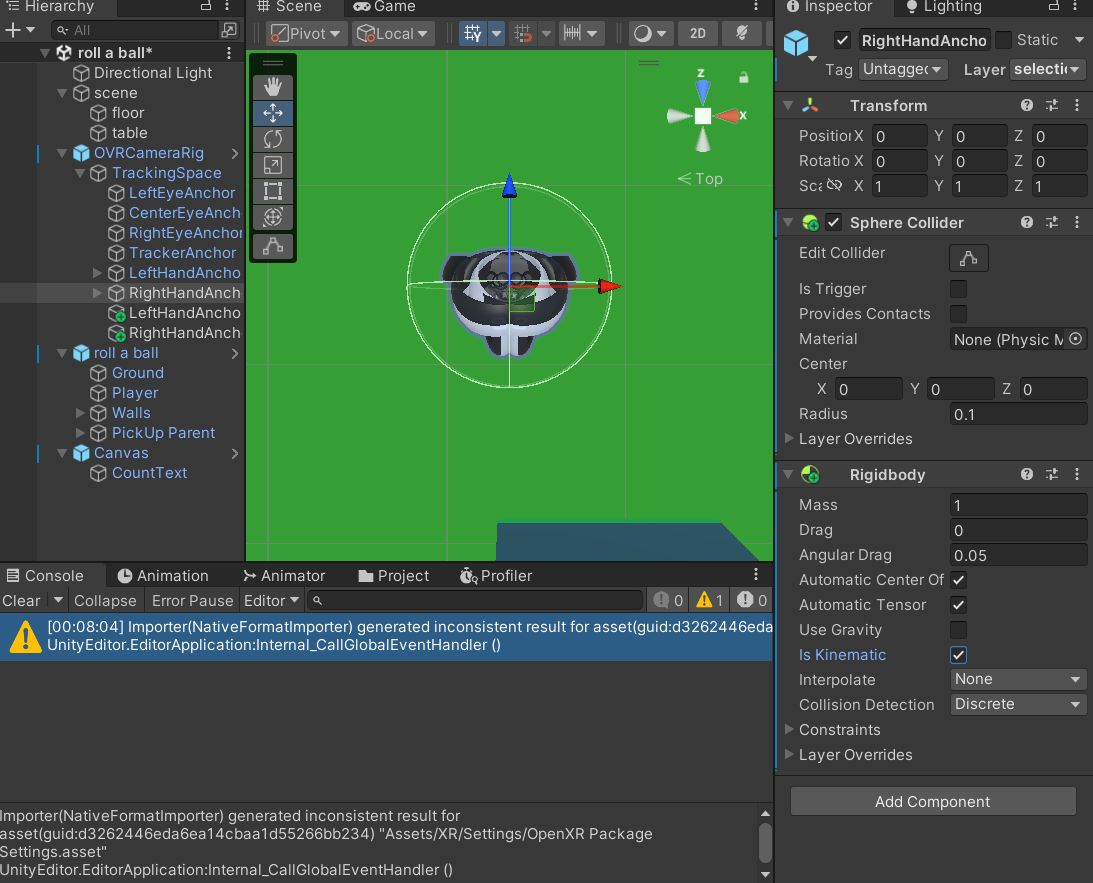 Hierarchy
All
roll a ball*
Directional Light
scene
floor
table
OVRCameraRig
TrackingSpace
LeftEyeAnchor
CenterEyeAnch
RightEyeAnchor
TrackerAnchor
LeftHandAncho
RightHandAnch
LeftHandAncho
RightHandAnch
roll a ball
Ground
Player
Walls
PickUp Parent
Canvas
CountText
Scene
Game
Pivot
Local
2D
z
x
Top
Console
Animation
Animator
Project
Profiler
Clear
Collapse
Error Pause
Editor
0
1
0
[00:08:04] Importer(NativeFormatImporter) generated inconsistent result for asset(guid:d3262446eda
UnityEditor.EditorApplication:Internal_CallGlobalEventHandler ()
Importer(NativeFormatImporter) generated inconsistent result for
asset(guid:d3262446eda6ea14cbaa1d55266bb234) "Assets/XR/Settings/OpenXR Package
Settings.asset"
UnityEditor.EditorApplication:Internal_CallGlobalEventHandler ()
Inspector
Lighting
RightHandAncho
Static
Tag Untagged Layer selecti
Transform
Position X 0 Y 0 Z 0
Rotatio X 0 Y 0 Z 0
Sca X 1 Y 1 Z 1
Sphere Collider
Edit Collider
Is Trigger
Provides Contacts
Material None (Physic M
Center
X 0 Y 0 Z 0
Radius 0.1
Layer Overrides
Rigidbody
Mass 1
Drag 0
Angular Drag 0.05
Automatic Center Of
Automatic Tensor
Use Gravity
Is Kinematic
Interpolate None
Collision Detection Discrete
Constraints
Layer Overrides
Add Component